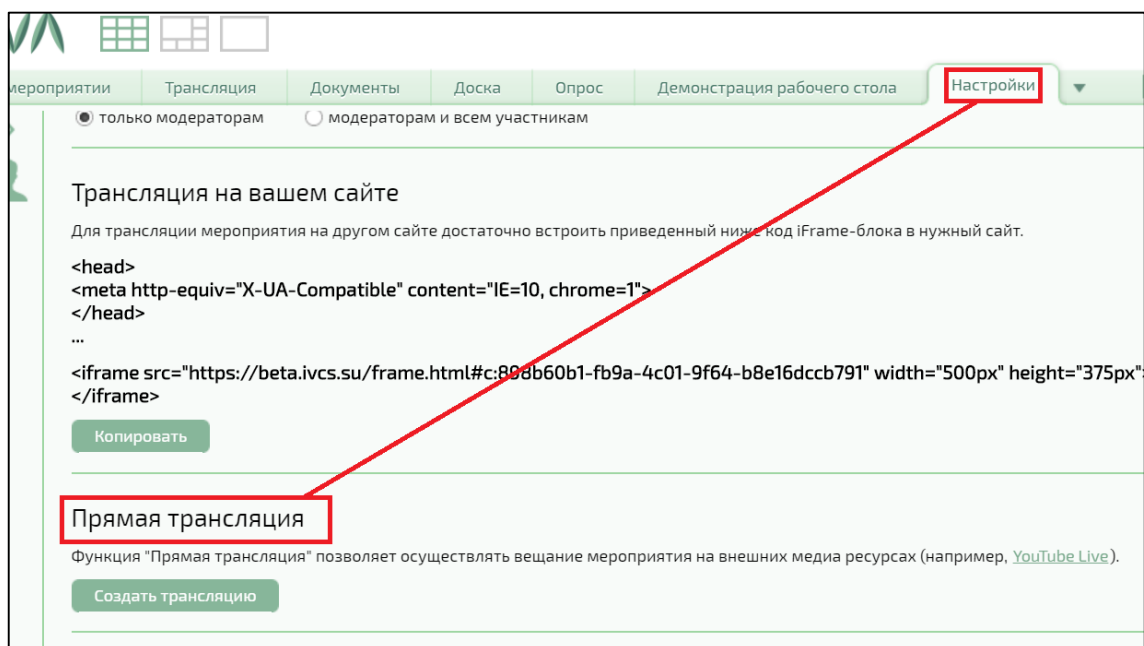 мероприятии Трансляция Документы Доска Опрос Демонстрация рабочего стола Настройки
только модераторам модераторам и всем участникам
Трансляция на вашем сайте
Для трансляции мероприятия на другом сайте достаточно встроить приведенный ниже код iFrame-блока в нужный сайт.
<head>
<meta http-equiv="X-UA-Compatible" content="IE=10, chrome=1">
</head>
...
<iframe src="https://beta.ivcs.su/frame.html#c:898b60b1-fb9a-4c01-9f64-b8e16dccb791" width="500px" height="375px">
</iframe>
Копировать
Прямая трансляция
Функция "Прямая трансляция" позволяет осуществлять вещание мероприятия на внешних медиа ресурсах (например, YouTube Live).
Создать трансляцию